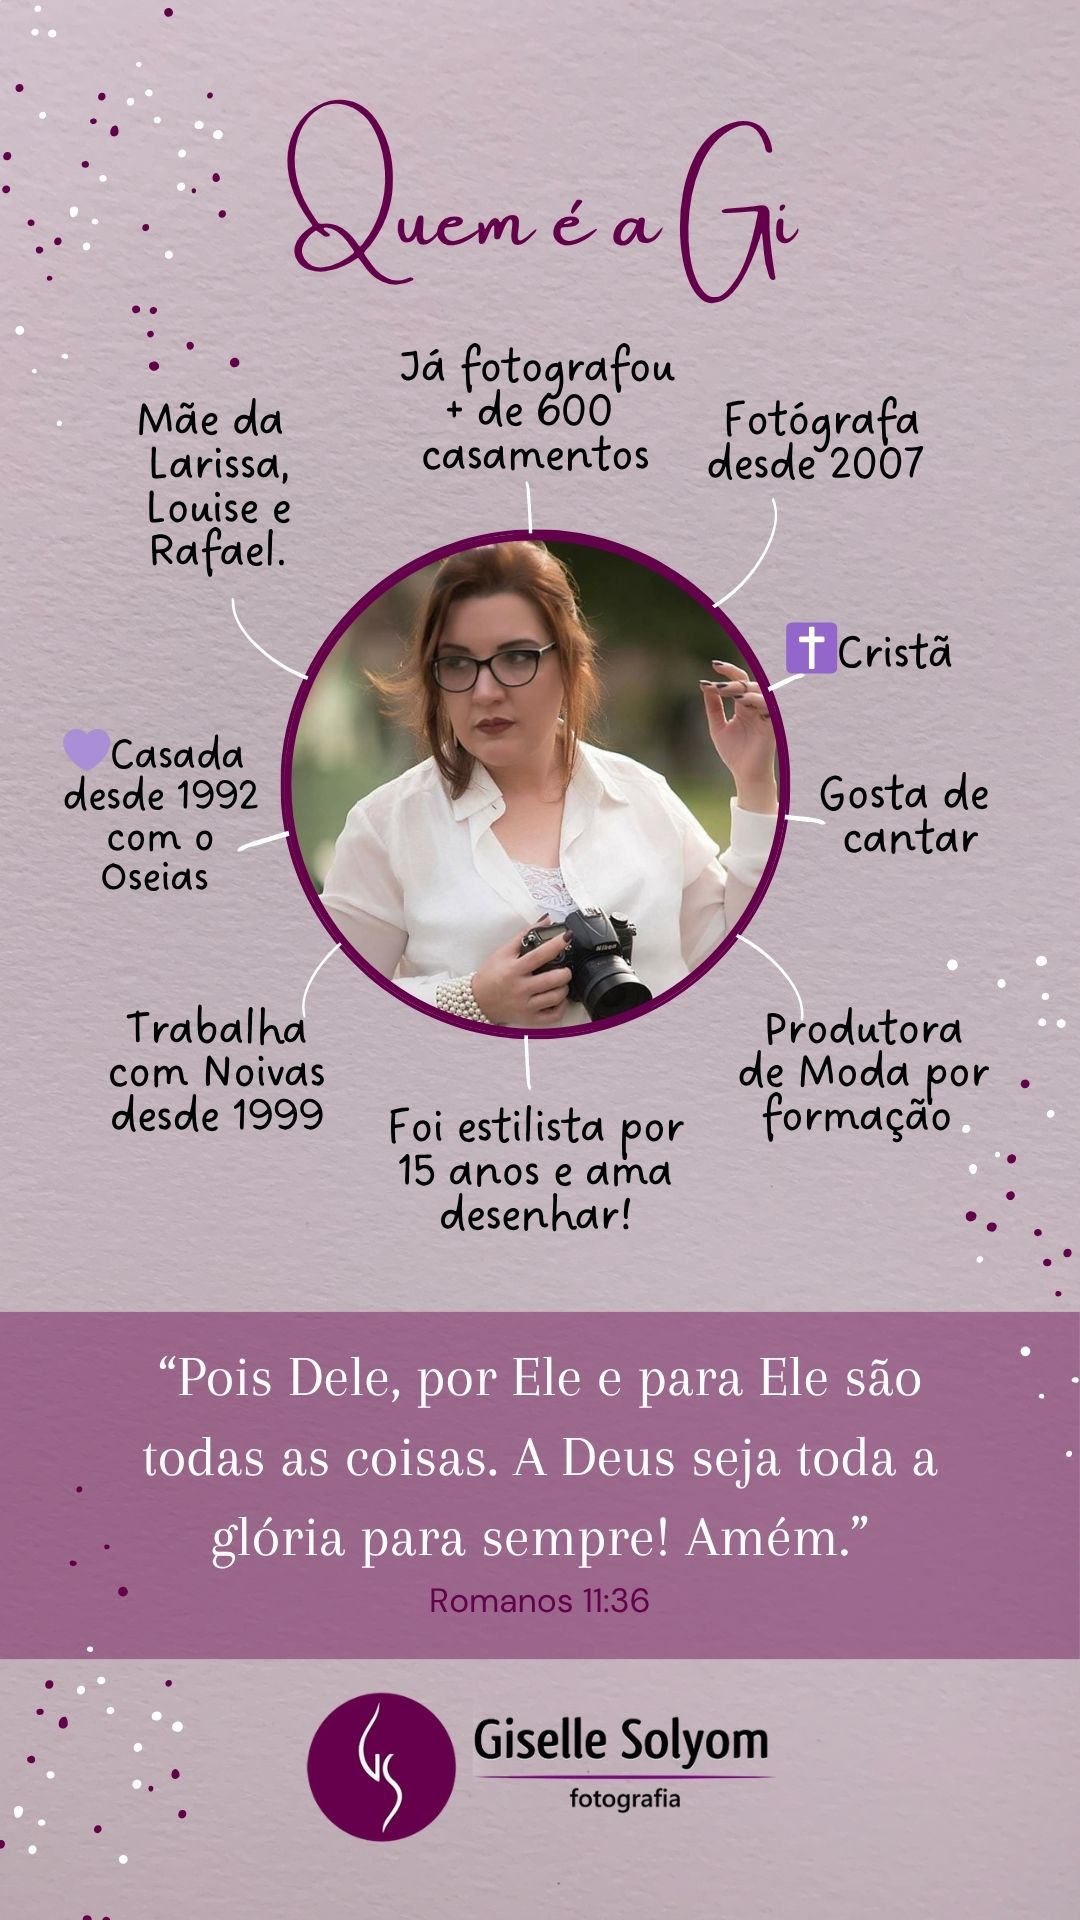 Quem é a Gi
Já fotografou
+ de 600
casamentos
Mãe da
Larissa,
Louise e
Rafael.
Fotógrafa
desde 2007
✝️Cristã
💜Casada
desde 1992
com o
Oseias
Gosta de
cantar
Trabalha
com Noivas
desde 1999
Produtora
de Moda por
formação
Foi estilista por
15 anos e ama
desenhar!
Nikon
“Pois Dele, por Ele e para Ele são
todas as coisas. A Deus seja toda a
glória para sempre! Amém.”
Romanos 11:36
GS
Giselle Solyom
fotografia